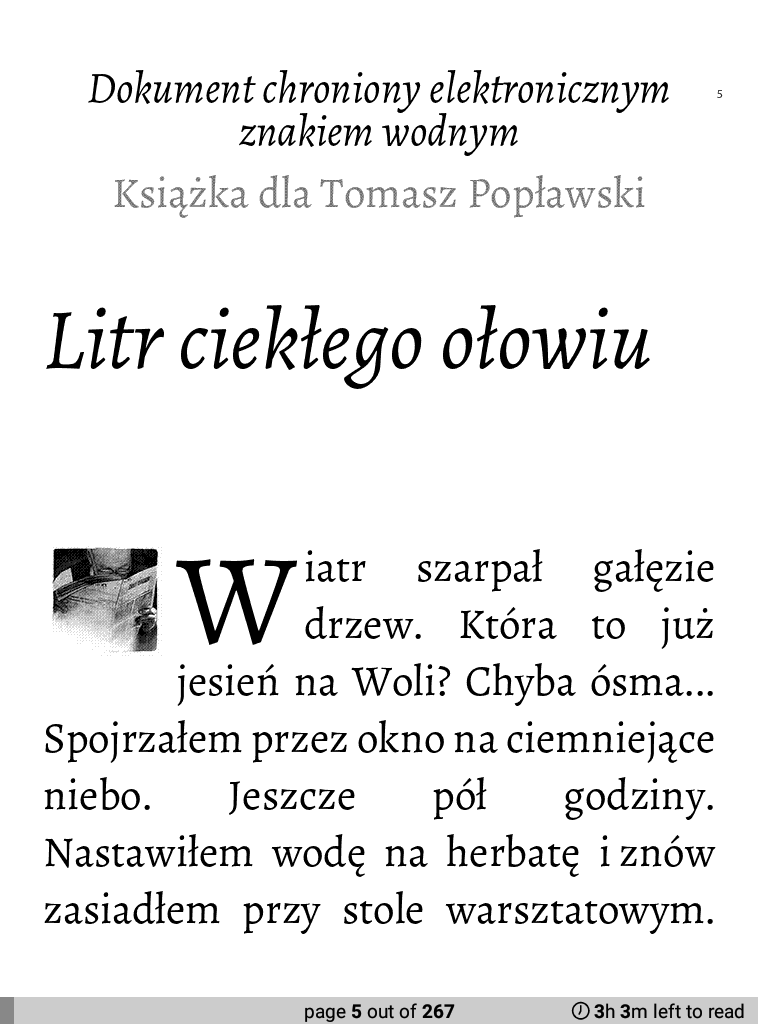 Dokument chroniony elektronicznym
5
znakiem wodnym
Książka dla Tomasz Popławski
Litr ciekłego ołowiu
Wiatr szarpał gałęzie
drzew. Która to już
jesień na Woli? Chyba ósma...
Spojrzałem przez okno na ciemniejące
niebo. Jeszcze pół godziny.
Nastawiłem wodę na herbatę i znów
zasiadłem przy stole warsztatowym.
page 5 out of 267
3h 3m left to read